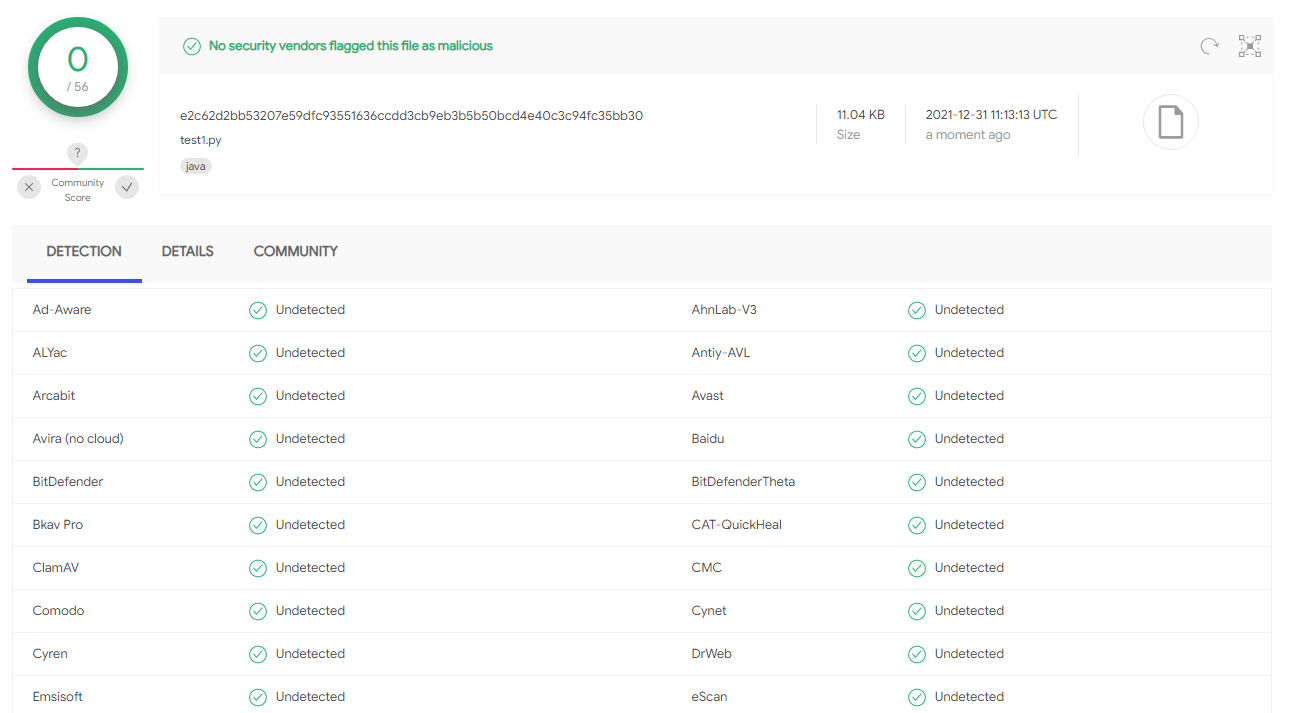 0
/ 56
No security vendors flagged this file as malicious
e2c62d2bb53207e59dfc93551636ccdd3cb9eb3b5b50bcd4e40c3c94fc35bb30
test1.py
java
11.04 KB
Size
2021-12-31 11:13:13 UTC
a moment ago
?
Community
Score
DETECTION DETAILS COMMUNITY
Ad-Aware Undetected AhnLab-V3 Undetected
ALYac Undetected Antiy-AVL Undetected
Arcabit Undetected Avast Undetected
Avira (no cloud) Undetected Baidu Undetected
BitDefender Undetected BitDefenderTheta Undetected
Bkav Pro Undetected CAT-QuickHeal Undetected
ClamAV Undetected CMC Undetected
Comodo Undetected Cynet Undetected
Cyren Undetected DrWeb Undetected
Emsisoft Undetected eScan Undetected